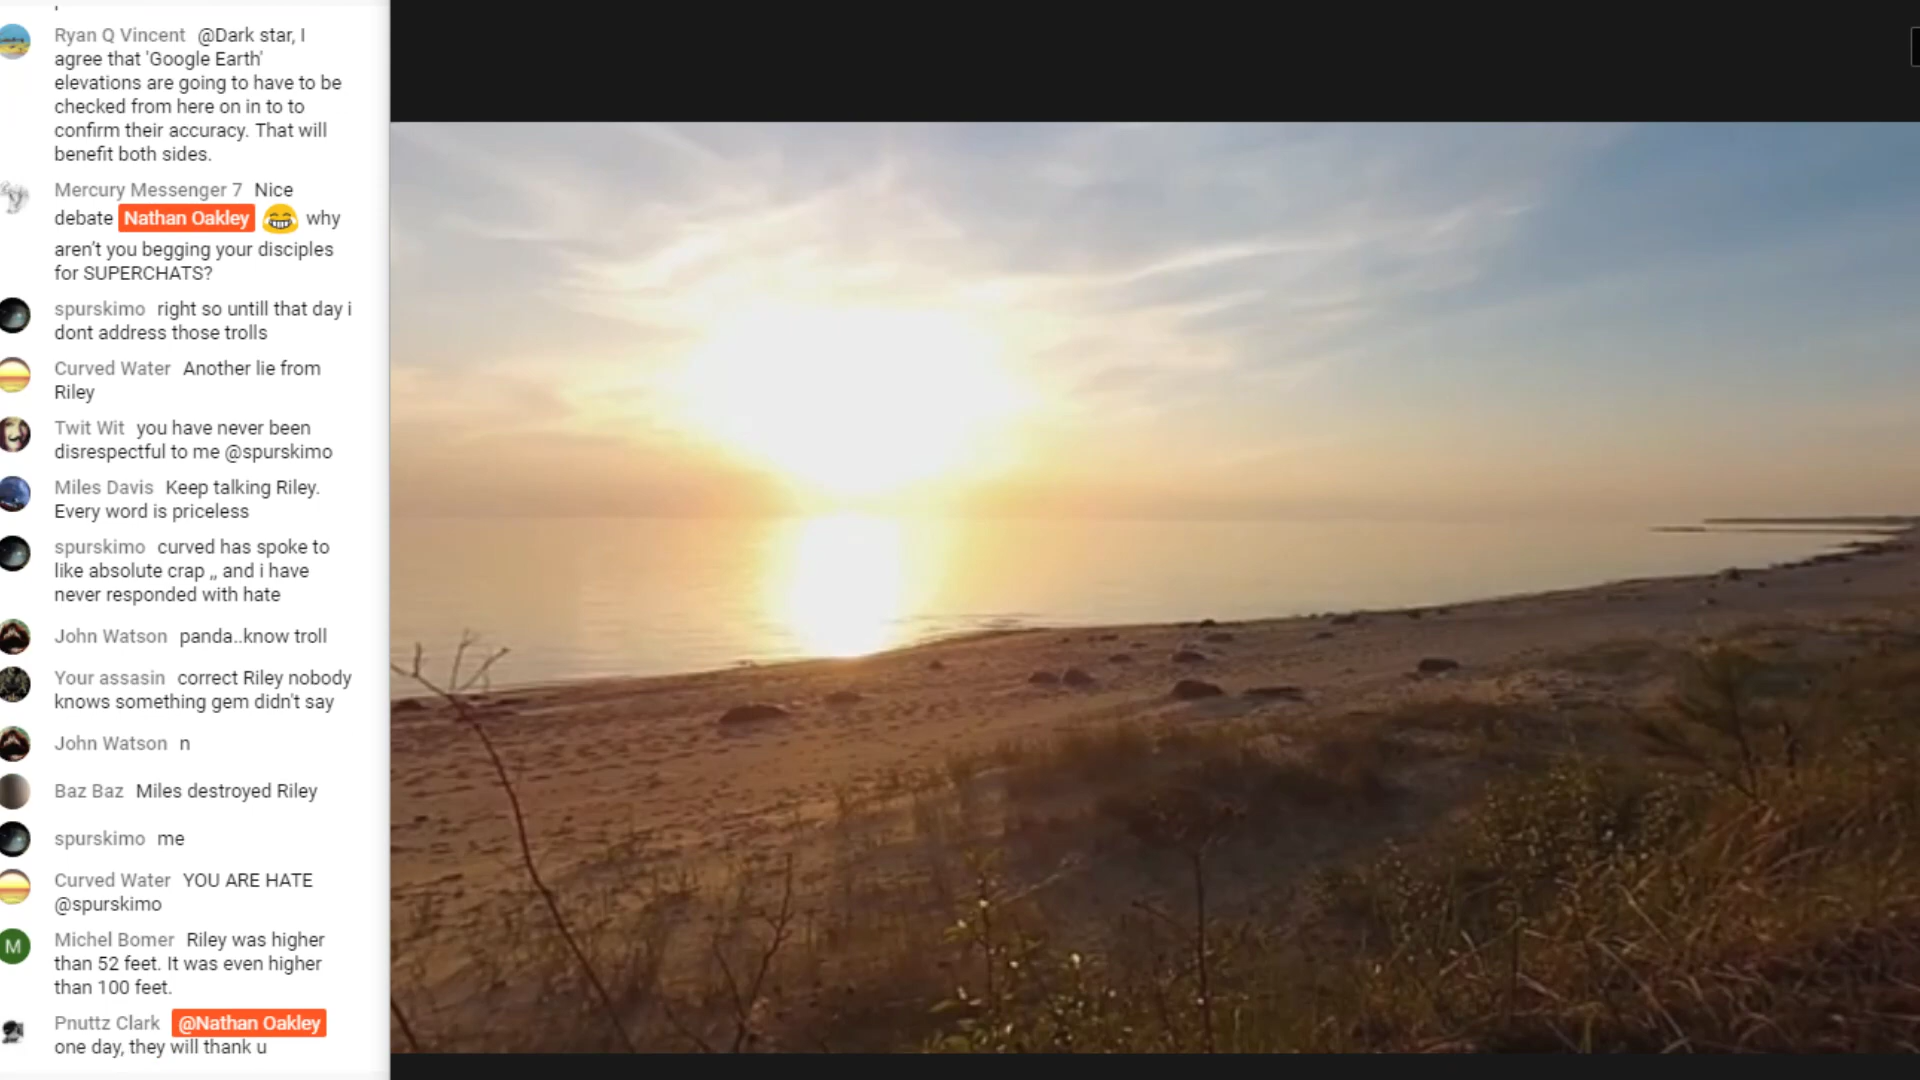 Ryan Q Vincent @Dark star, I
agree that 'Google Earth'
elevations are going to have to be
checked from here on in to to
confirm their accuracy. That will
benefit both sides.
Mercury Messenger 7 Nice
debate Nathan Oakley 😂 why
aren't you begging your disciples
for SUPERCHATS?
spurskimo right so untill that day i
dont address those trolls
Curved Water Another lie from
Riley
Twit Wit you have never been
disrespectful to me @spurskimo
Miles Davis Keep talking Riley.
Every word is priceless
spurskimo curved has spoke to
like absolute crap ,, and i have
never responded with hate
John Watson panda..know troll
Your assasin correct Riley nobody
knows something gem didn't say
John Watson n
Baz Baz Miles destroyed Riley
spurskimo me
Curved Water YOU ARE HATE
@spurskimo
M
Michel Bomer Riley was higher
than 52 feet. It was even higher
than 100 feet.
Pnuttz Clark @Nathan Oakley
one day, they will thank u